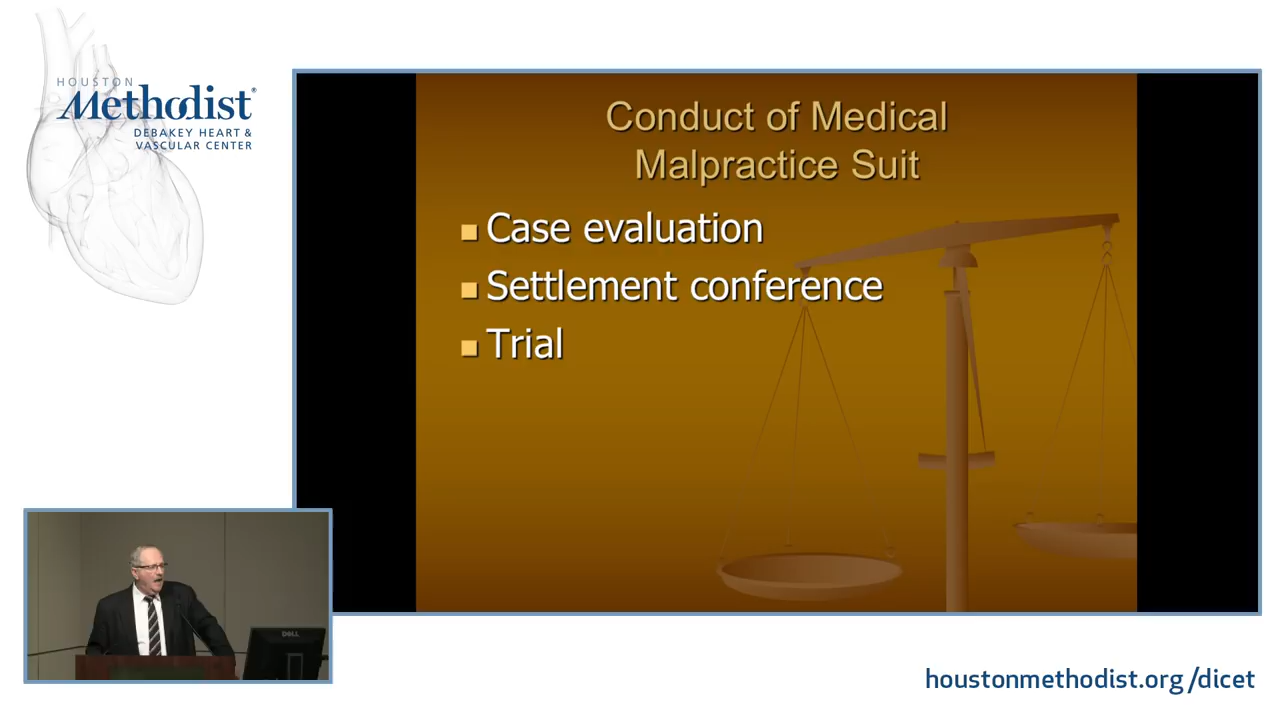 HOUSTON
Methodist®
DEBAKEY HEART &
VASCULAR CENTER
Conduct of Medical
Malpractice Suit
Case evaluation
Settlement conference
Trial
DELL
houstonmethodist.org/dicet